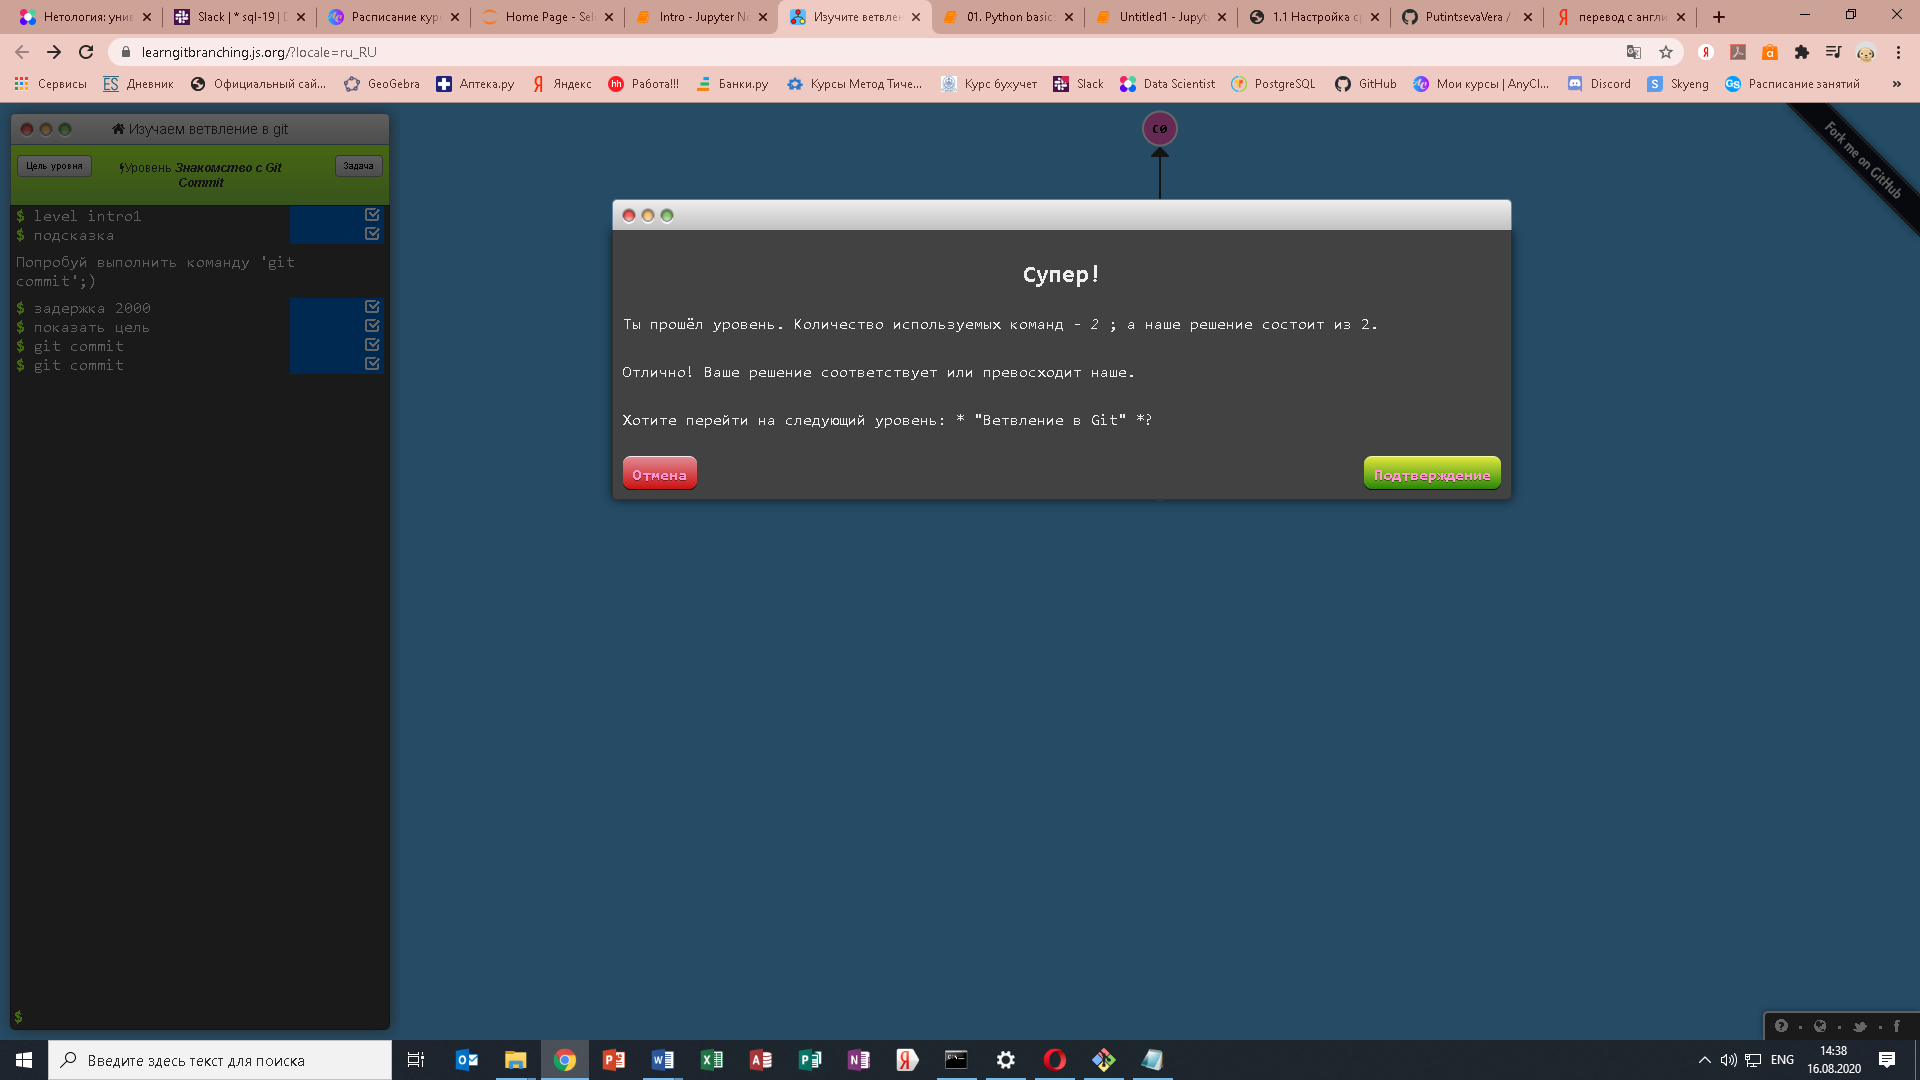 Нетология: унив
Slack | * sql-19 | D
Расписание кур
Home Page - Sel
Intro - Jupyter No
Изучите ветвлен
01. Python basic
Untitled1 - Jupyt
1.1 Настройка с
PutintsevaVera /
перевод с англи
learngitbranching.js.org/?locale=ru_RU
Сервисы
Дневник
Официальный сай...
GeoGebra
Аптека.ру
Яндекс
Работа!!!
Банки.ру
Курсы Метод Тиче...
Курс бухучет
Slack
Data Scientist
PostgreSQL
GitHub
Мои курсы | AnyCl...
Discord
Skyeng
Расписание занятий
»
Изучаем ветвление в git
Цель уровня
Уровень Знакомство с Git
Commit
Задача
$ level intro1
$ подсказка
Попробуй выполнить команду 'git
commit';)
$ задержка 2000
$ показать цель
$ git commit
$ git commit
$
C0
Fork me on GitHub
Супер!
Ты прошёл уровень. Количество используемых команд - 2 ; а наше решение состоит из 2.
Отлично! Ваше решение соответствует или превосходит наше.
Хотите перейти на следующий уровень: * "Ветвление в Git" *?
Отмена
Подтверждение
Введите здесь текст для поиска
ENG
14:38
16.08.2020